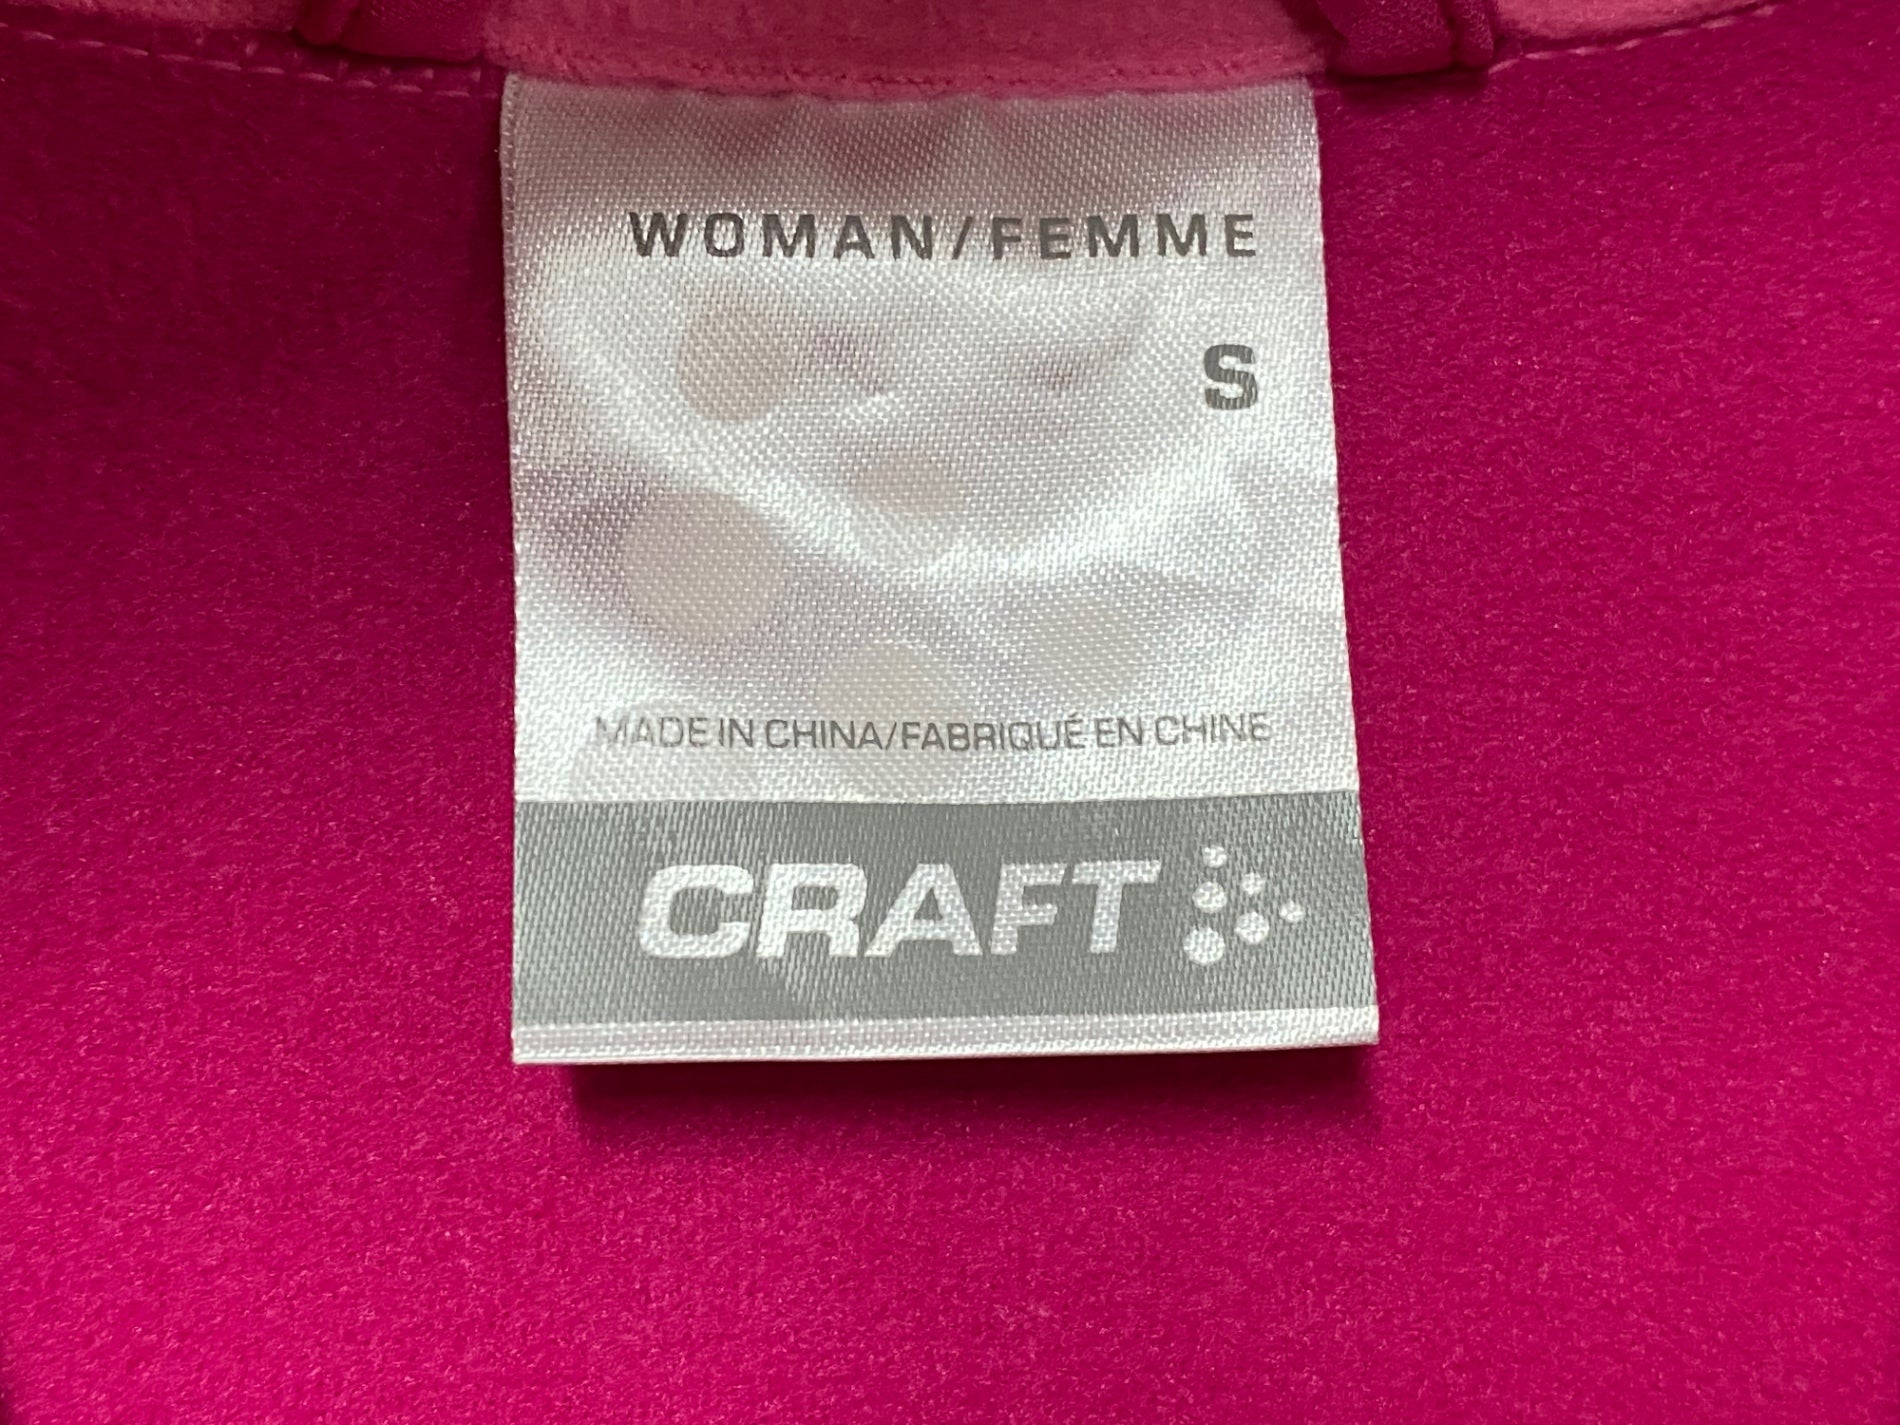 WOMAN/FEMME
S
MADE IN CHINA/FABRIQUÉ EN CHINE
CRAFT